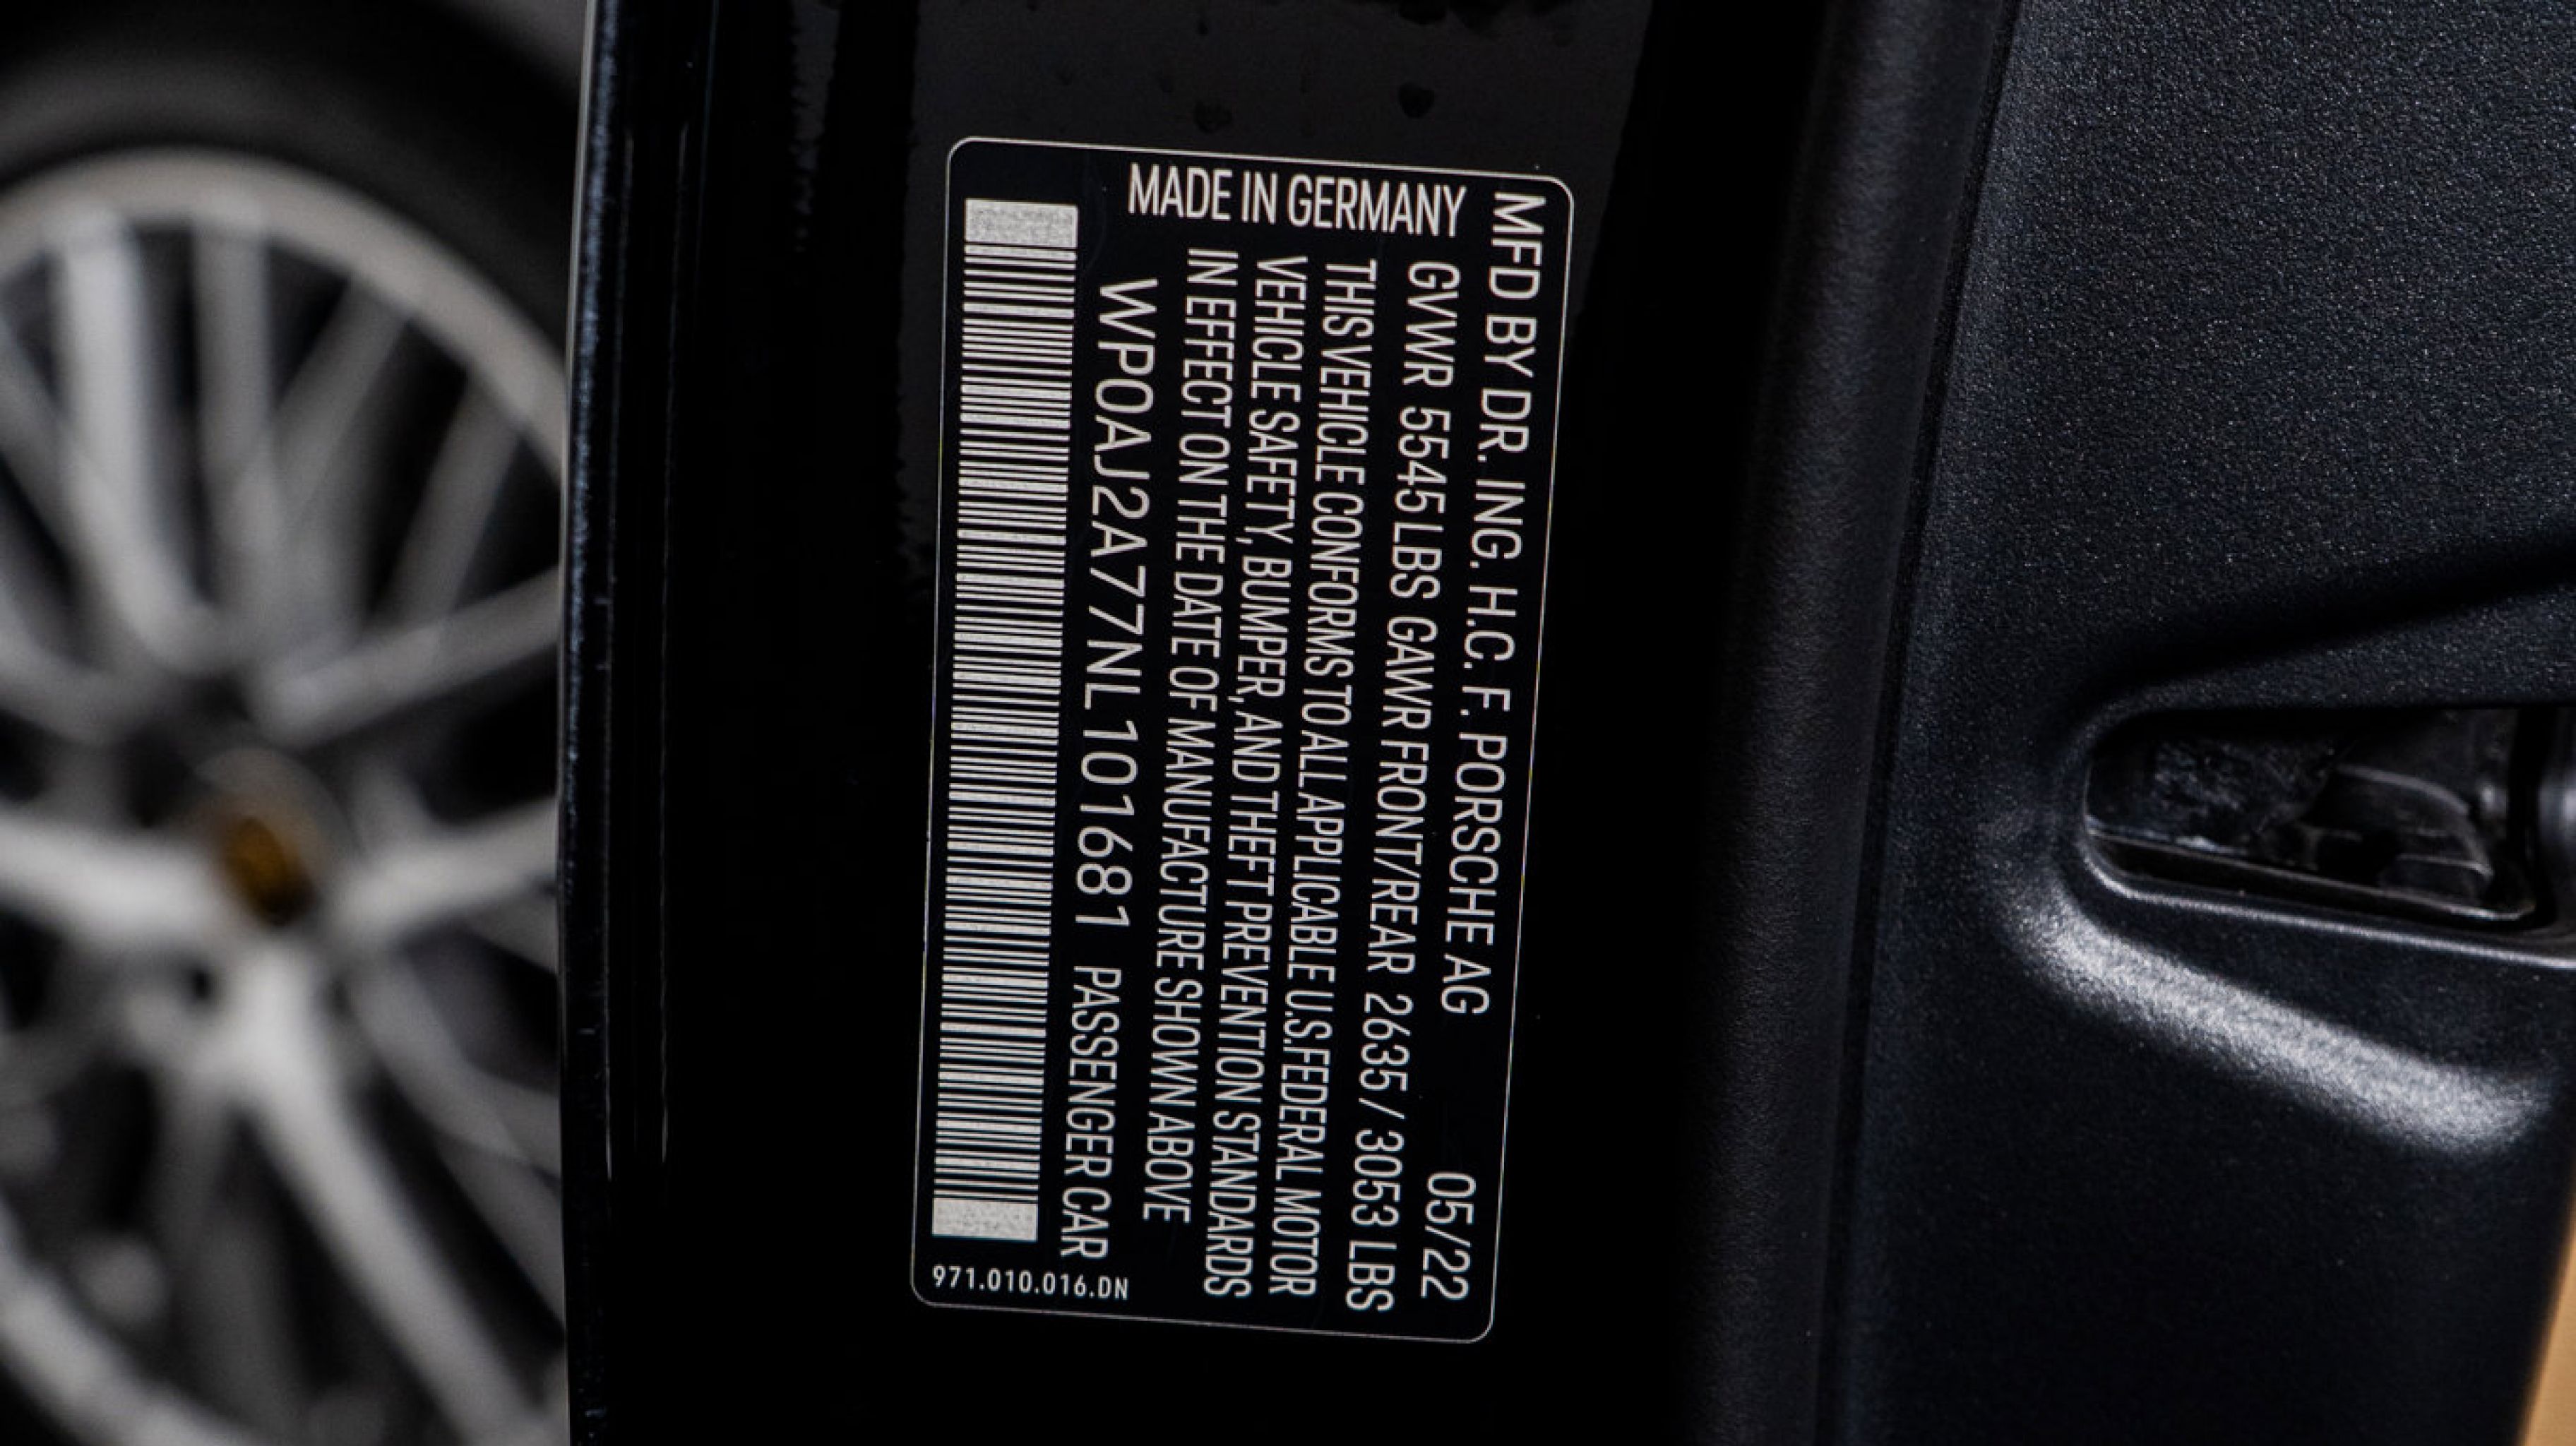 MFD BY DR. ING. H.C. F. PORSCHE AG 05/22
GVWR 5545 LBS GAWR FRONT/REAR 2635 / 3053 LBS
THIS VEHICLE CONFORMS TO ALL APPLICABLE U.S. FEDERAL MOTOR
VEHICLE SAFETY, BUMPER, AND THEFT PREVENTION STANDARDS
IN EFFECT ON THE DATE OF MANUFACTURE SHOWN ABOVE
WP0AJ2A77NL101681 PASSENGER CAR
MADE IN GERMANY
971.010.016.DN